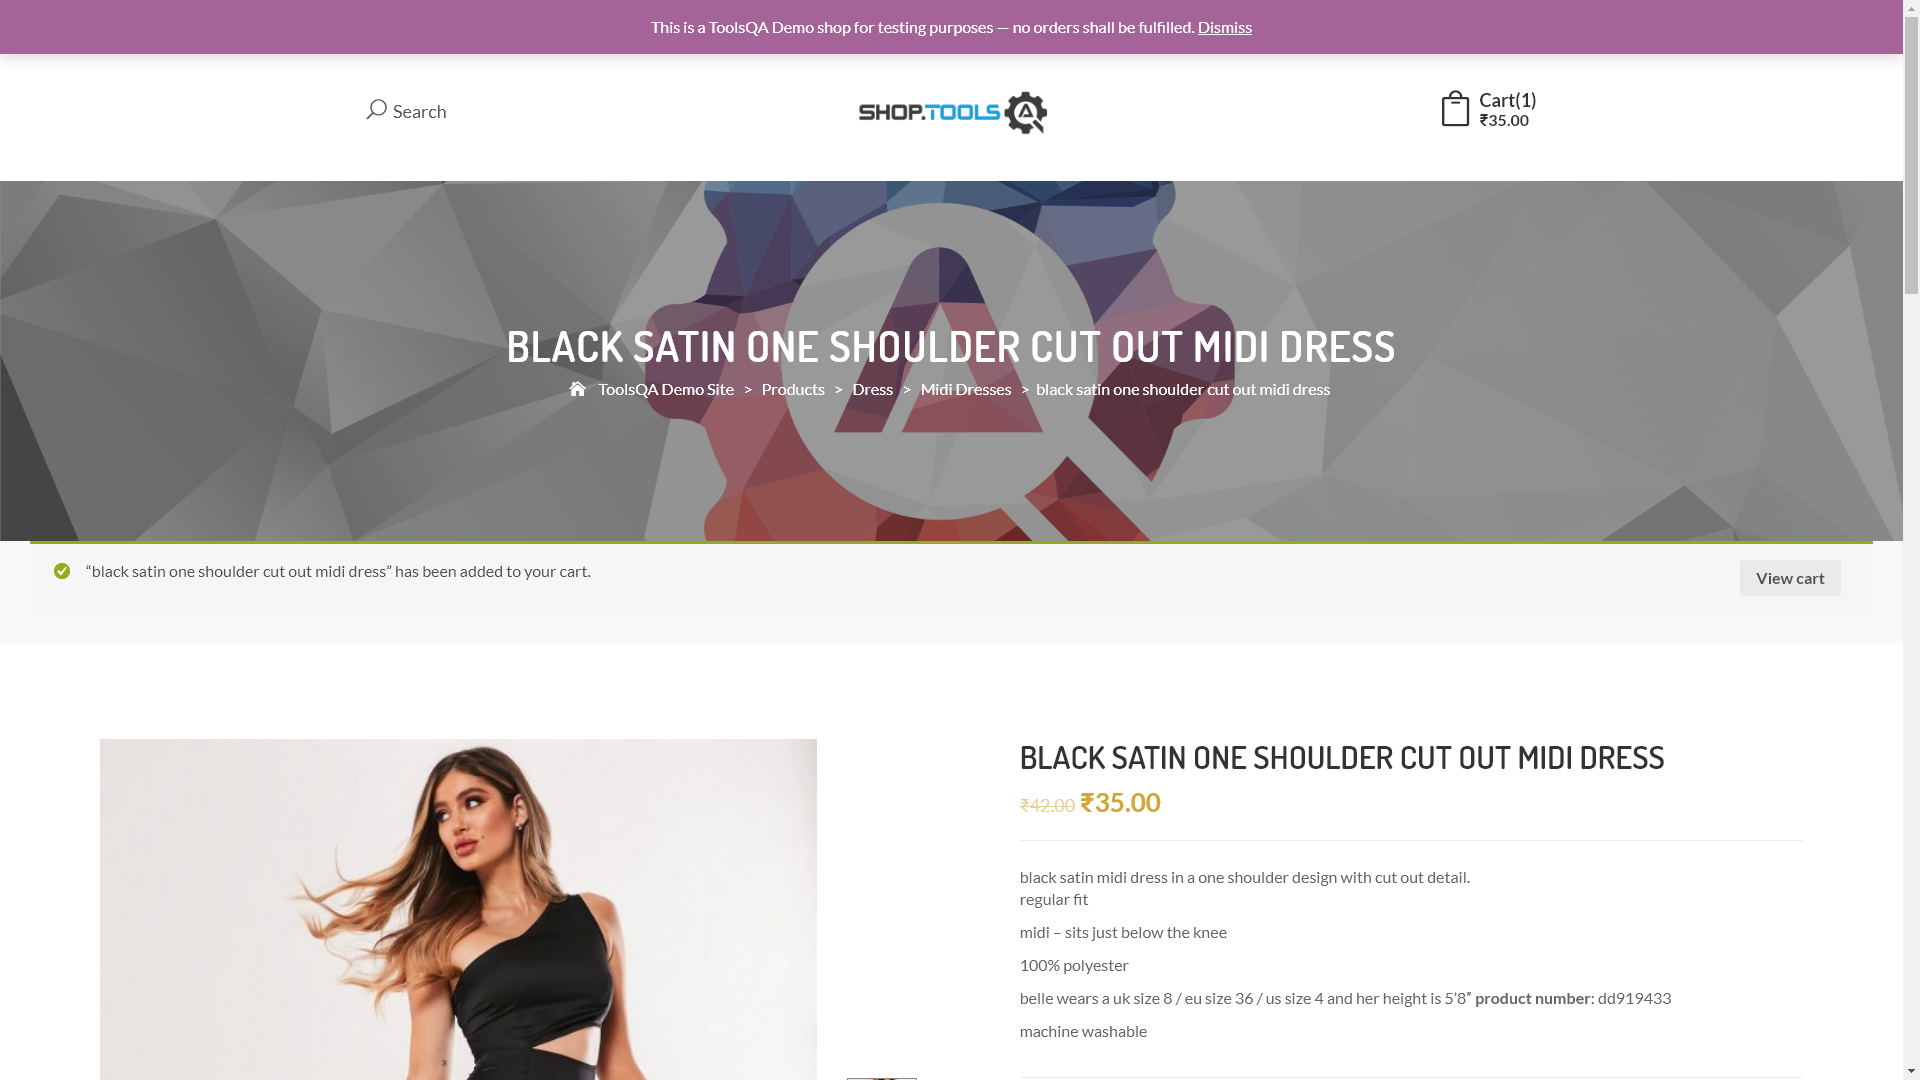 This is a ToolsQA Demo shop for testing purposes — no orders shall be fulfilled. Dismiss
Search
SHOP.TOOLS
Cart(1)
₹35.00
BLACK SATIN ONE SHOULDER CUT OUT MIDI DRESS
ToolsQA Demo Site > Products > Dress > Midi Dresses > black satin one shoulder cut out midi dress
“black satin one shoulder cut out midi dress” has been added to your cart.
View cart
BLACK SATIN ONE SHOULDER CUT OUT MIDI DRESS
₹42.00 ₹35.00
black satin midi dress in a one shoulder design with cut out detail.
regular fit
midi – sits just below the knee
100% polyester
belle wears a uk size 8 / eu size 36 / us size 4 and her height is 5’8″ product number: dd919433
machine washable